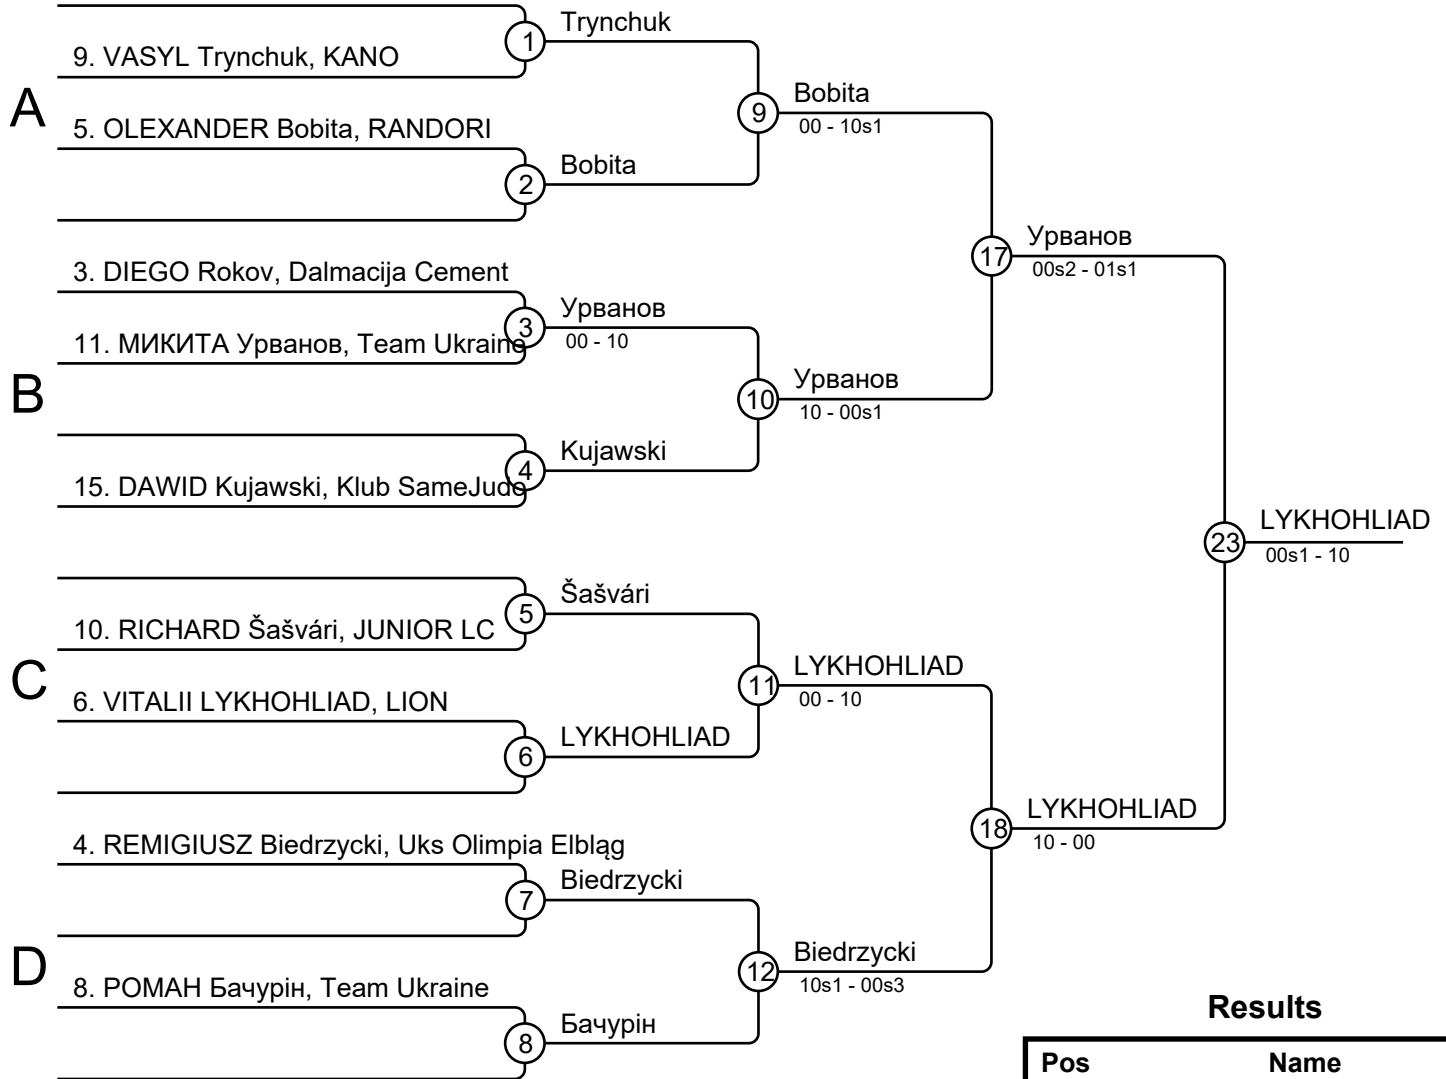 Trynchuk
1
9. VASYL Trynchuk, KANO
A
Bobita
9
00 - 10s1
5. OLEXANDER Bobita, RANDORI
Bobita
2
Урванов
17
00s2 - 01s1
3. DIEGO Rokov, Dalmacija Cement
Урванов
3
00 - 10
11. МИКИТА Урванов, Team Ukraine
B
Урванов
10
10 - 00s1
Kujawski
4
15. DAWID Kujawski, Klub SameJudo
LYKHOHLIAD
23
00s1 - 10
Šašvári
5
10. RICHARD Šašvári, JUNIOR LC
C
LYKHOHLIAD
11
00 - 10
6. VITALII LYKHOHLIAD, LION
LYKHOHLIAD
6
LYKHOHLIAD
18
10 - 00
4. REMIGIUSZ Biedrzycki, Uks Olimpia Elbląg
Biedrzycki
7
D
Biedrzycki
12
10s1 - 00s3
8. РОМАН Бачурін, Team Ukraine
Бачурін
8
Results
Pos Name